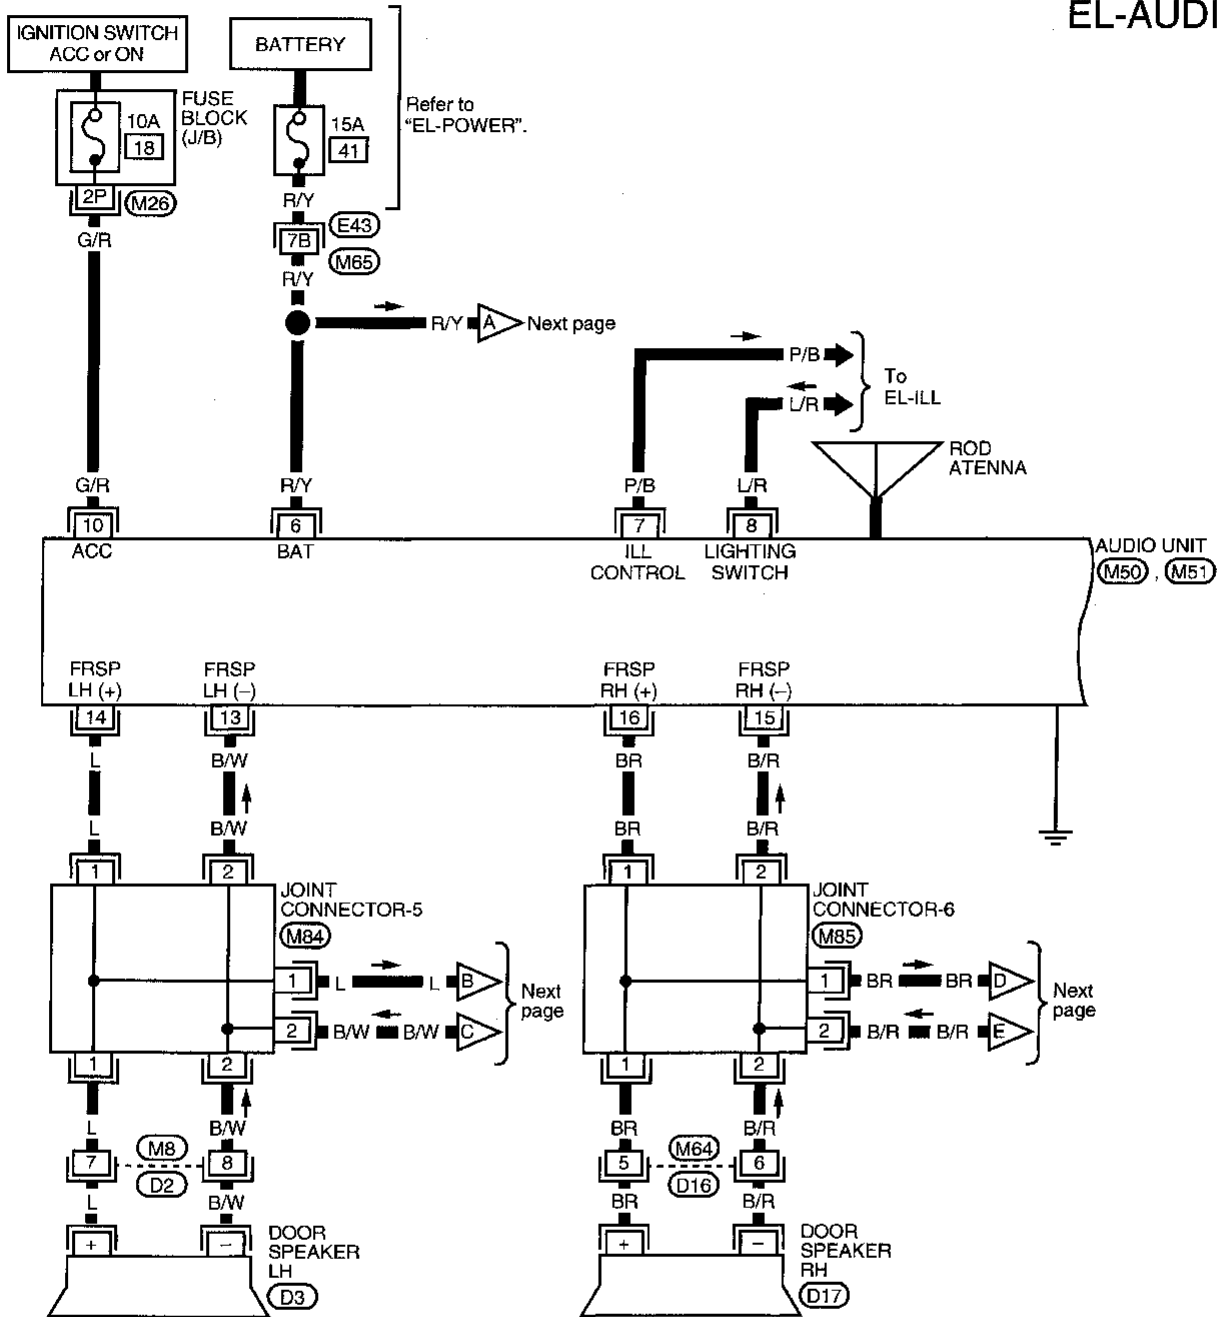 EL-AUDI
IGNITION SWITCH
ACC or ON
BATTERY
FUSE
BLOCK
(J/B)
10A
18
15A
41
Refer to
"EL-POWER".
2P
M26
R/Y
E43
G/R
7B
M65
R/Y
R/Y
A
Next page
P/B
L/R
To
EL-ILL
ROD
ATENNA
G/R
R/Y
P/B
L/R
10
6
7
8
ACC
BAT
ILL
CONTROL
LIGHTING
SWITCH
AUDIO UNIT
M50 , M51
FRSP
LH (+)
FRSP
LH (–)
FRSP
RH (+)
FRSP
RH (–)
14
13
16
15
L
B/W
BR
B/R
L
B/W
BR
B/R
1
2
1
2
JOINT
CONNECTOR-5
M84
JOINT
CONNECTOR-6
M85
1
L
L
B
2
B/W
B/W
C
Next
page
1
BR
BR
D
2
B/R
B/R
E
Next
page
1
2
1
2
L
B/W
BR
B/R
7
M8
D2
8
5
M64
D16
6
L
B/W
BR
B/R
+
–
+
–
DOOR
SPEAKER
LH
D3
DOOR
SPEAKER
RH
D17